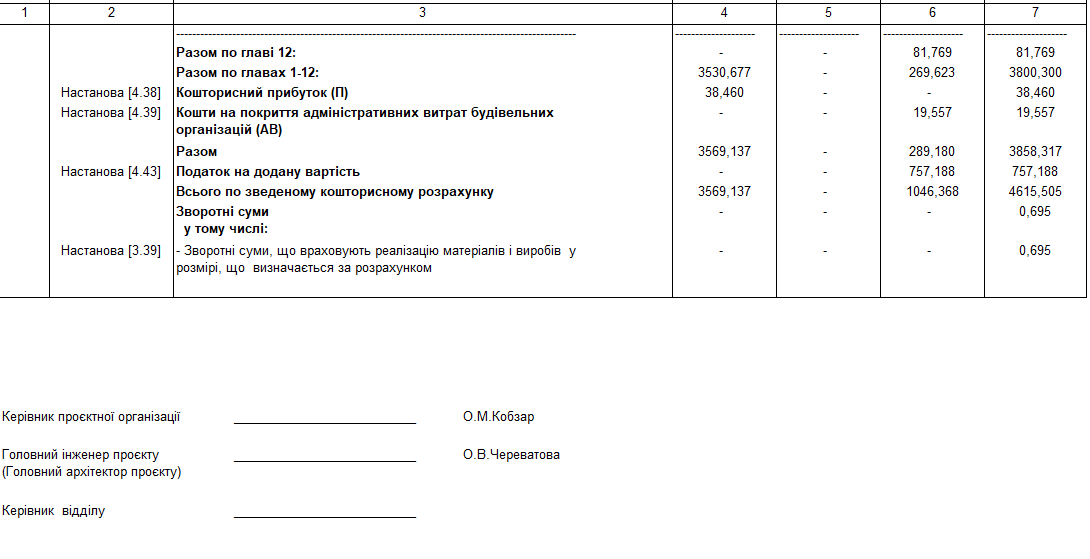 1 2 3 4 5 6 7
---------------------------------------------------------------------------------------------------- -------------------- -------------------- -------------------- --------------------
Разом по главі 12: - - 81,769 81,769
Разом по главах 1-12: 3530,677 - 269,623 3800,300
Настанова [4.38] Кошторисний прибуток (П) 38,460 - - 38,460
Настанова [4.39] Кошти на покриття адміністративних витрат будівельних - - 19,557 19,557
організацій (АВ)
Разом 3569,137 - 289,180 3858,317
Настанова [4.43] Податок на додану вартість - - 757,188 757,188
Всього по зведеному кошторисному розрахунку 3569,137 - 1046,368 4615,505
Зворотні суми - - - 0,695
у тому числі:
Настанова [3.39] - Зворотні суми, що враховують реалізацію матеріалів і виробів у - - - 0,695
розмірі, що визначається за розрахунком
Керівник проєктної організації __________________________ О.М.Кобзар
Головний інженер проєкту __________________________ О.В.Череватова
(Головний архітектор проєкту)
Керівник відділу __________________________